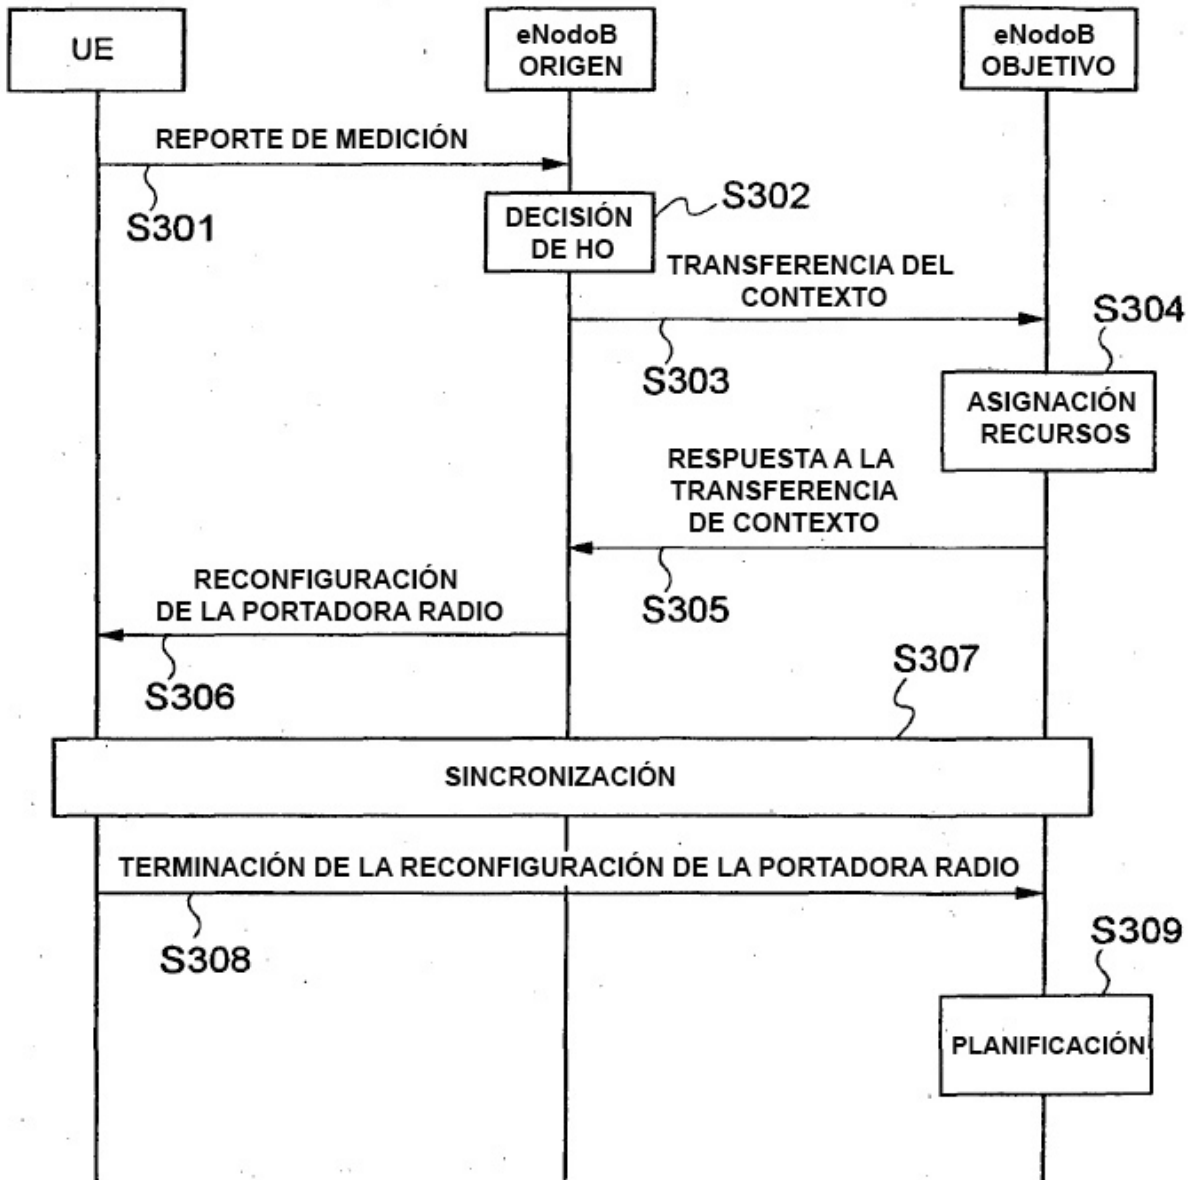 UE
eNodoB
ORIGEN
eNodoB
OBJETIVO
REPORTE DE MEDICIÓN
S301
DECISIÓN
DE HO
S302
TRANSFERENCIA DEL
CONTEXTO
S303
S304
ASIGNACIÓN
RECURSOS
RESPUESTA A LA
TRANSFERENCIA
DE CONTEXTO
S305
RECONFIGURACIÓN
DE LA PORTADORA RADIO
S306
S307
SINCRONIZACIÓN
TERMINACIÓN DE LA RECONFIGURACIÓN DE LA PORTADORA RADIO
S308
S309
PLANIFICACIÓN